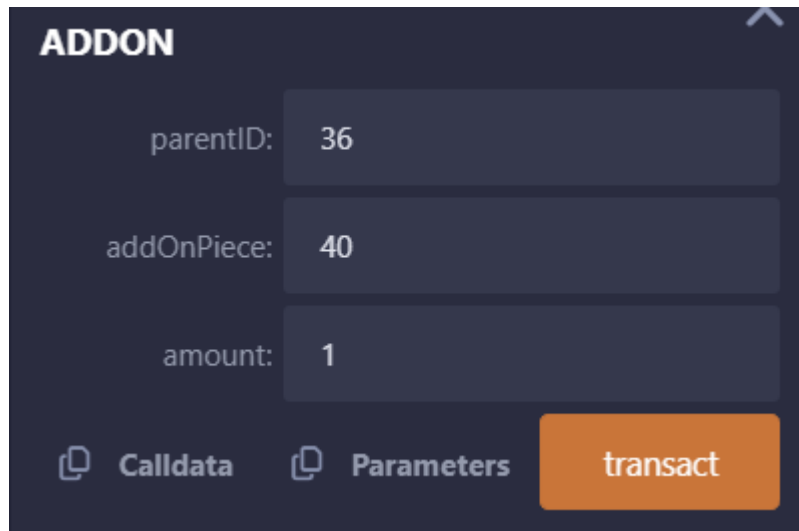 ADDON
parentID: 36
addOnPiece: 40
amount: 1
Calldata Parameters transact